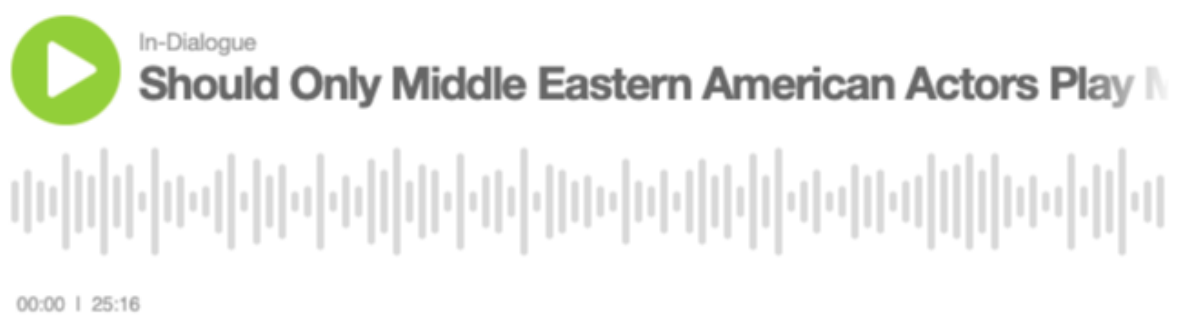 In-Dialogue
Should Only Middle Eastern American Actors Play
00:00 | 25:16